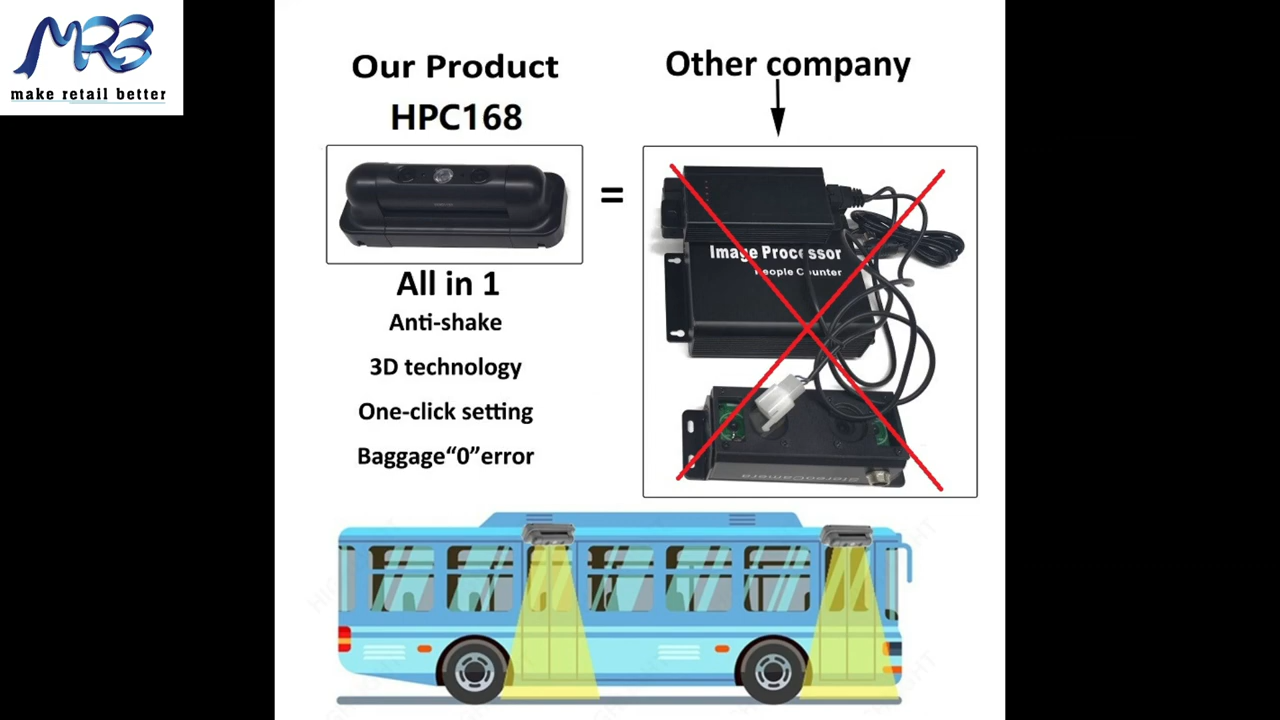 MRB
make retail better
Our Product
HPC168
Other company
=
Image Processor
People Counter
StereoCamera
All in 1
Anti-shake
3D technology
One-click setting
Baggage“0”error